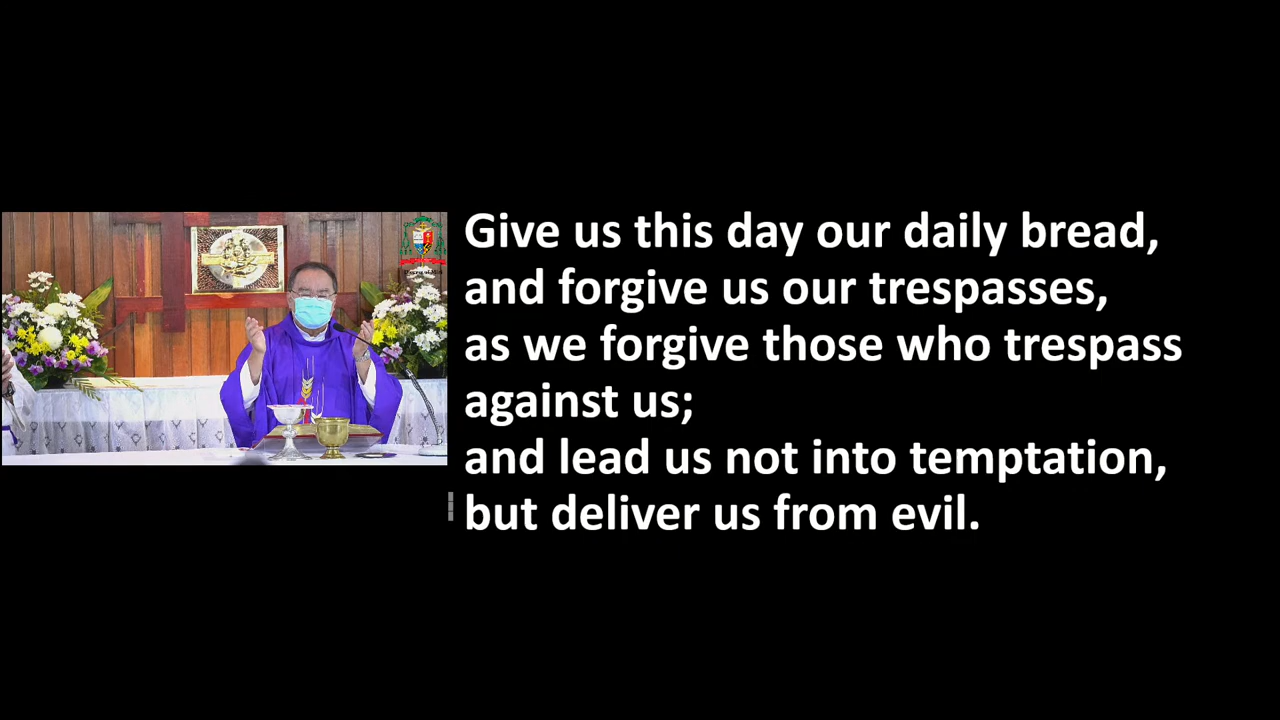 Give us this day our daily bread,
and forgive us our trespasses,
as we forgive those who trespass
against us;
and lead us not into temptation,
but deliver us from evil.